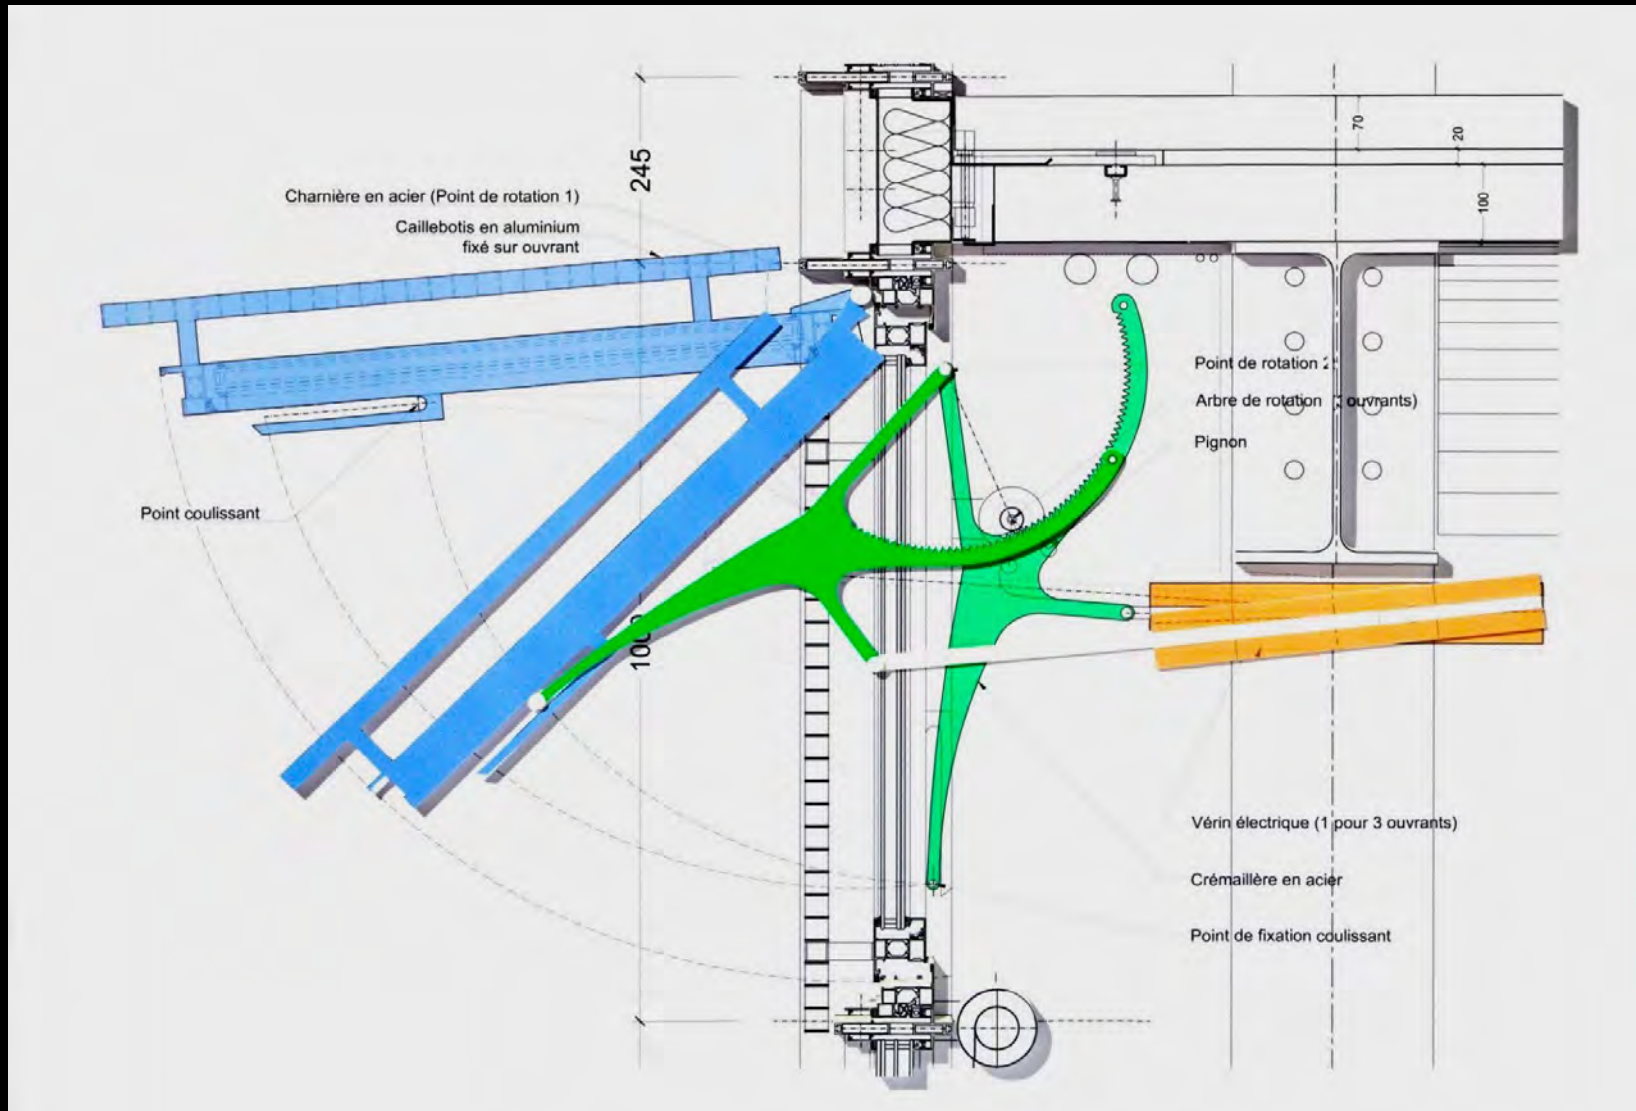 70
20
245
Charnière en acier (Point de rotation 1)
100
Caillebotis en aluminium
fixé sur ouvrant
Point de rotation 2
Arbre de rotation ouvrants)
Pignon
Point coulissant
Vérin électrique (1 pour 3 ouvrants)
Crémaillère en acier
Point de fixation coulissant